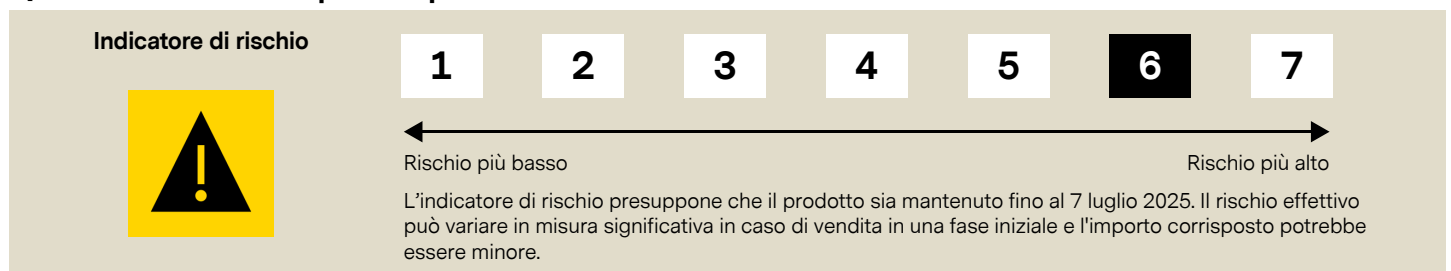 Indicatore di rischio
1 2 3 4 5 6 7
Rischio più basso
Rischio più alto
L'indicatore di rischio presuppone che il prodotto sia mantenuto fino al 7 luglio 2025. Il rischio effettivo
può variare in misura significativa in caso di vendita in una fase iniziale e l'importo corrisposto potrebbe
essere minore.